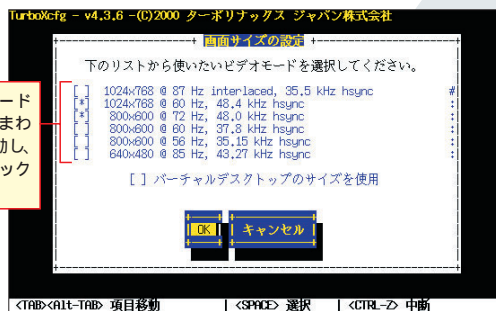 TurboXcfg - v4.3.6 -(C)2000 ターボリナックス ジャパン株式会社
画面サイズの設定
下のリストから使いたいビデオモードを選択してください。
[ ] 1024x768 @ 87 Hz interlaced, 35.5 kHz hsync #
[*] 1024x768 @ 60 Hz, 48.4 kHz hsync :
[*] 800x600 @ 72 Hz, 48.0 kHz hsync :
[ ] 800x600 @ 60 Hz, 37.8 kHz hsync :
[ ] 800x600 @ 56 Hz, 35.15 kHz hsync :
[ ] 640x480 @ 85 Hz, 43.27 kHz hsync :
ード
まわ
動し、
ック
[ ] バーチャルデスクトップのサイズを使用
OK キャンセル
<TAB><Alt-TAB> 項目移動 | <SPACE> 選択 | <CTRL-Z> 中断